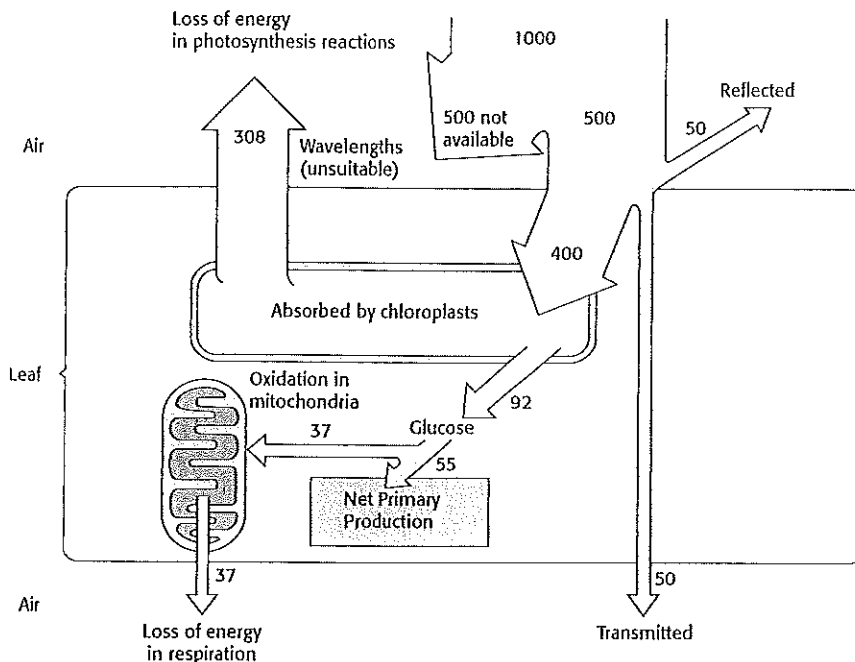 Loss of energy
in photosynthesis reactions
1000
Reflected
50
500 not
available
500
308
Wavelengths
(unsuitable)
Air
400
Absorbed by chloroplasts
Leaf
Oxidation in
mitochondria
92
Glucose
37
55
Net Primary
Production
37
50
Air
Loss of energy
in respiration
Transmitted